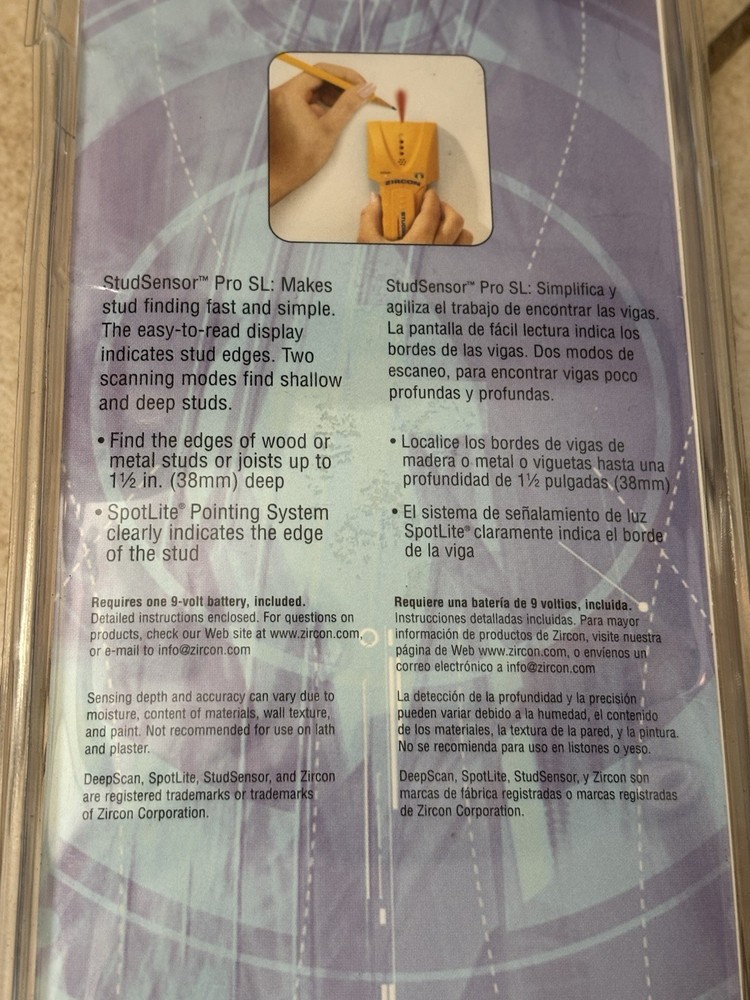 ZIRCON
StudSensor™ Pro SL: Makes
stud finding fast and simple.
The easy-to-read display
indicates stud edges. Two
scanning modes find shallow
and deep studs.
• Find the edges of wood or
metal studs or joists up to
1½ in. (38mm) deep
• SpotLite® Pointing System
clearly indicates the edge
of the stud
Requires one 9-volt battery, included.
Detailed instructions enclosed. For questions on
products, check our Web site at www.zircon.com,
or e-mail to info@zircon.com
Sensing depth and accuracy can vary due to
moisture, content of materials, wall texture,
and paint. Not recommended for use on lath
and plaster.
DeepScan, SpotLite, StudSensor, and Zircon
are registered trademarks or trademarks
of Zircon Corporation.
StudSensor™ Pro SL: Simplifica y
agiliza el trabajo de encontrar las vigas.
La pantalla de fácil lectura indica los
bordes de las vigas. Dos modos de
escaneo, para encontrar vigas poco
profundas y profundas.
• Localice los bordes de vigas de
madera o metal o viguetas hasta una
profundidad de 1½ pulgadas (38mm)
• El sistema de señalamiento de luz
SpotLite® claramente indica el borde
de la viga
Requiere una batería de 9 voltios, incluida.
Instrucciones detalladas incluidas. Para mayor
información de productos de Zircon, visite nuestra
página de Web www.zircon.com, o envíenos un
correo electrónico a info@zircon.com
La detección de la profundidad y la precisión
pueden variar debido a la humedad, el contenido
de los materiales, la textura de la pared, y la pintura.
No se recomienda para uso en listones o yeso.
DeepScan, SpotLite, StudSensor, y Zircon son
marcas de fábrica registradas o marcas registradas
de Zircon Corporation.